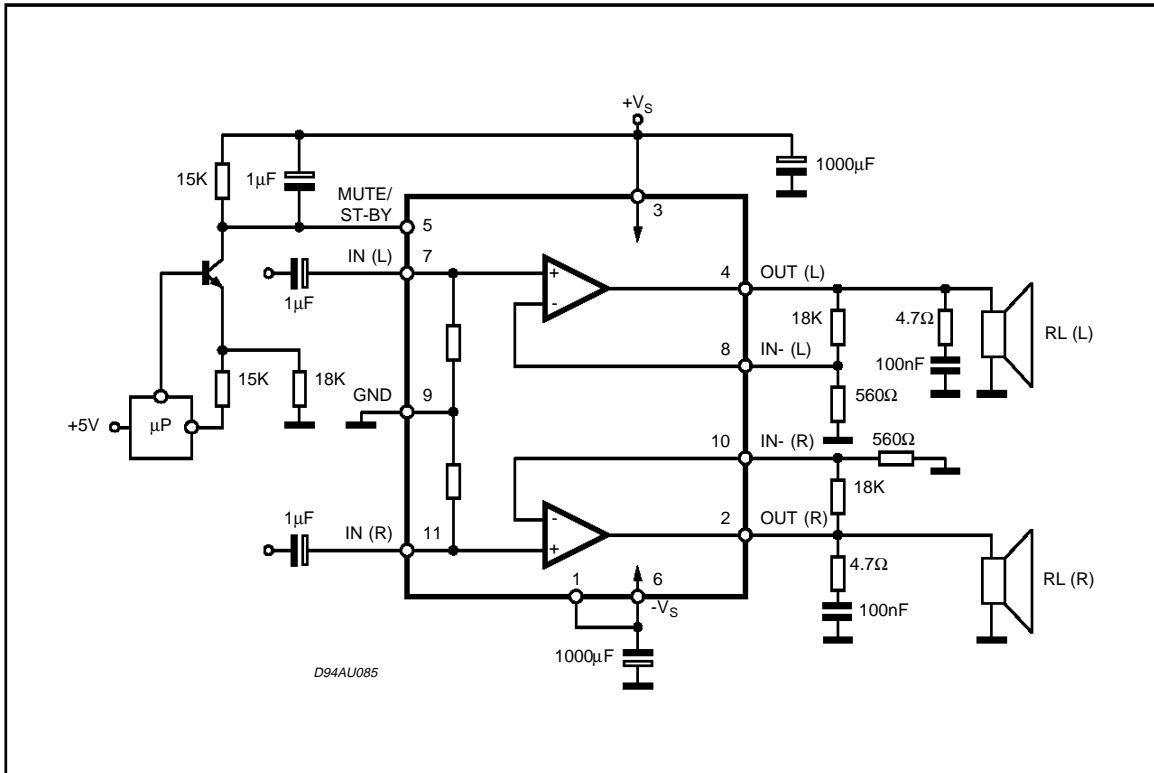 +VS
1000µF
15K
1µF
MUTE/
ST-BY
5
3
IN (L)
7
1µF
4
OUT (L)
18K
4.7Ω
RL (L)
8
IN- (L)
100nF
15K
18K
GND
9
560Ω
+5V
µP
10
IN- (R)
560Ω
18K
1µF
IN (R)
11
2
OUT (R)
4.7Ω
RL (R)
1
6
-VS
100nF
1000µF
D94AU085
+
-
-
+